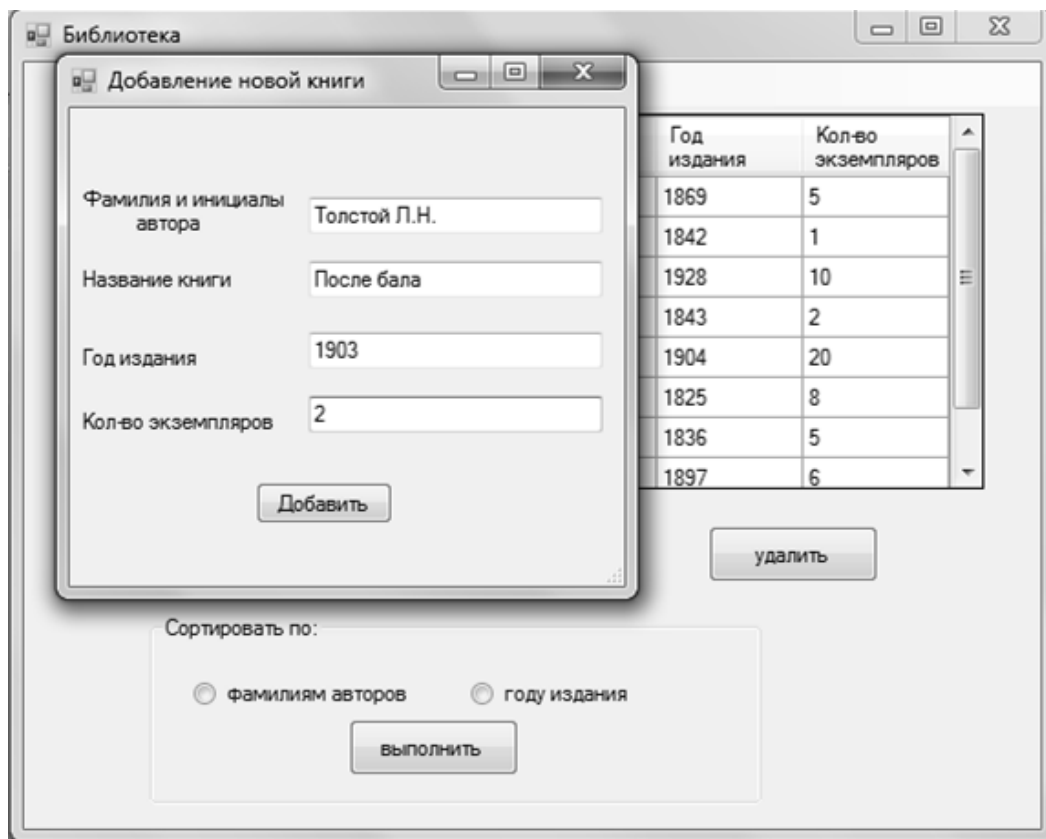 Библиотека
Добавление новой книги
Фамилия и инициалы
автора
Толстой Л.Н.
Название книги
После бала
Год издания
1903
Кол-во экземпляров
2
Добавить
Год
издания
Кол-во
экземпляров
1869 5
1842 1
1928 10
1843 2
1904 20
1825 8
1836 5
1897 6
удалить
Сортировать по:
фамилиям авторов
году издания
выполнить